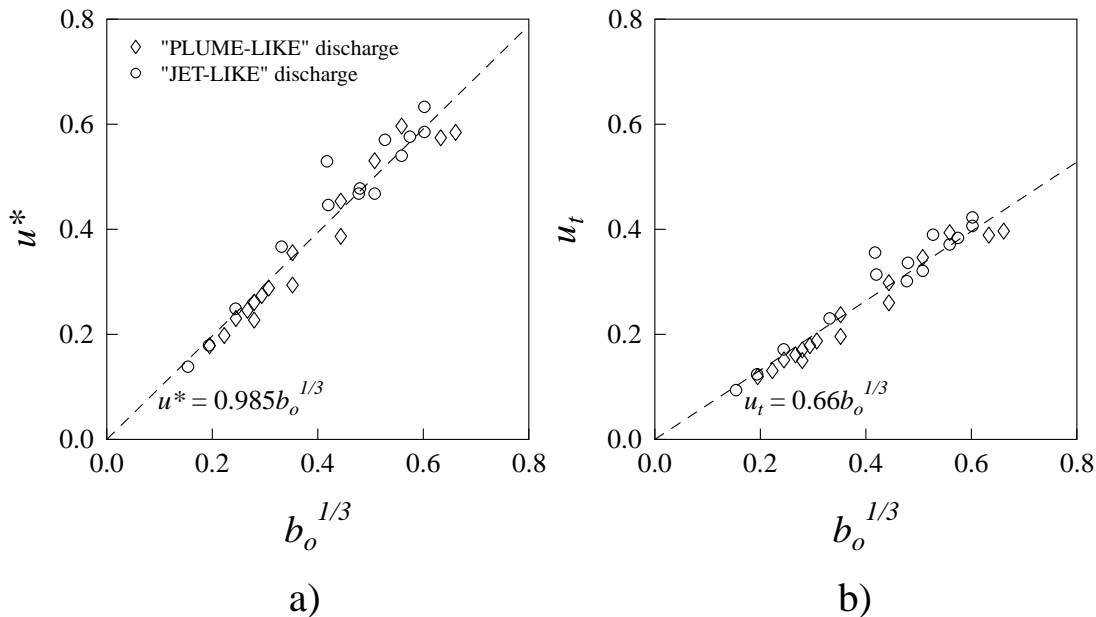 0.8
"PLUME-LIKE" discharge
"JET-LIKE" discharge
0.6
u*
0.4
0.2
u* = 0.985b_o^{1/3}
0.0
0.0 0.2 0.4 0.6 0.8
b_o^{1/3}
a)
0.8
0.6
u_t
0.4
0.2
u_t = 0.66b_o^{1/3}
0.0
0.0 0.2 0.4 0.6 0.8
b_o^{1/3}
b)